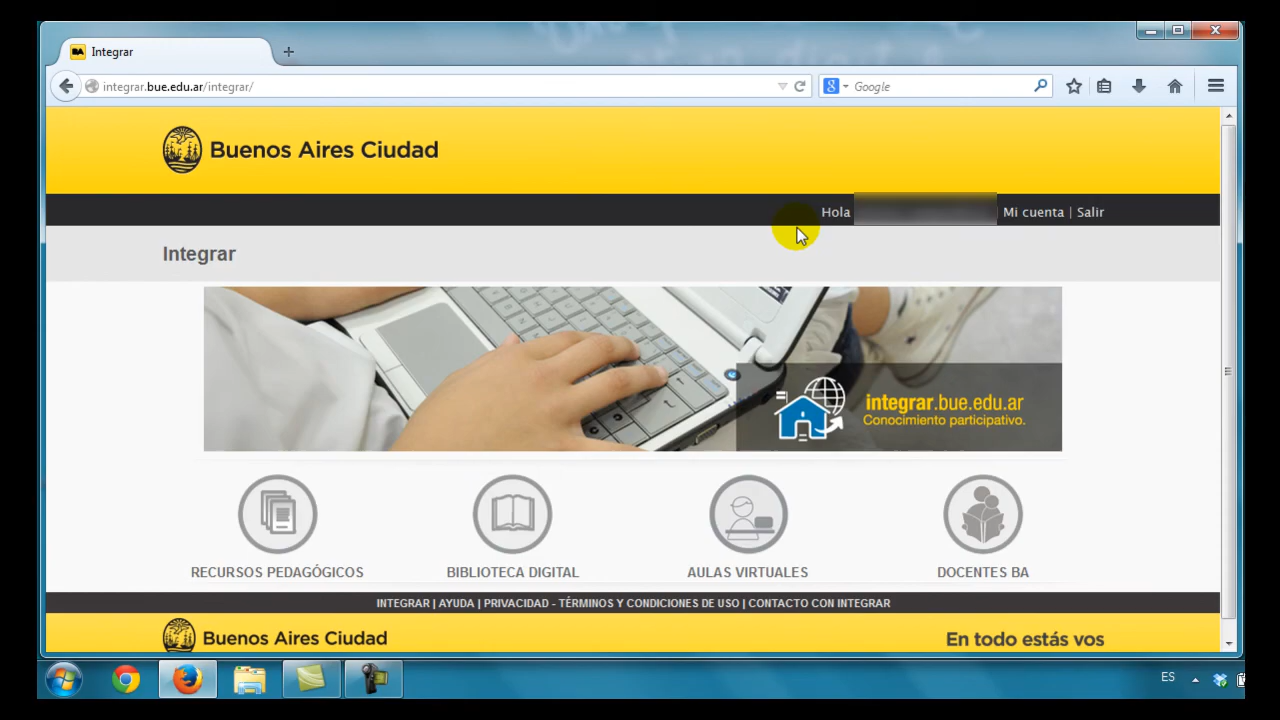 Integrar
integrar.bue.edu.ar/integrar/
Google
Buenos Aires Ciudad
Hola
Mi cuenta | Salir
Integrar
integrar.bue.edu.ar
Conocimiento participativo.
RECURSOS PEDAGÓGICOS
BIBLIOTECA DIGITAL
AULAS VIRTUALES
DOCENTES BA
INTEGRAR | AYUDA | PRIVACIDAD - TÉRMINOS Y CONDICIONES DE USO | CONTACTO CON INTEGRAR
Buenos Aires Ciudad
En todo estás vos
ES